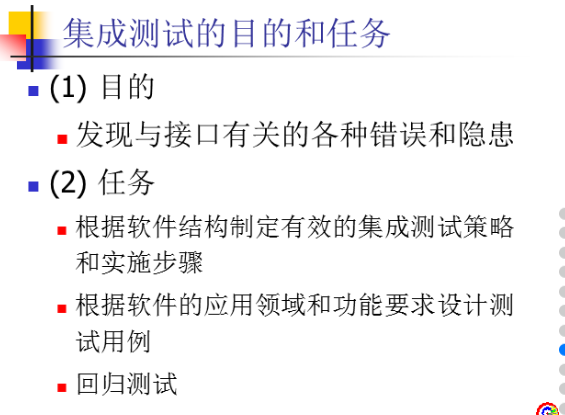 集成测试的目的和任务
(1) 目的
发现与接口有关的各种错误和隐患
(2) 任务
根据软件结构制定有效的集成测试策略
和实施步骤
根据软件的应用领域和功能要求设计测
试用例
回归测试